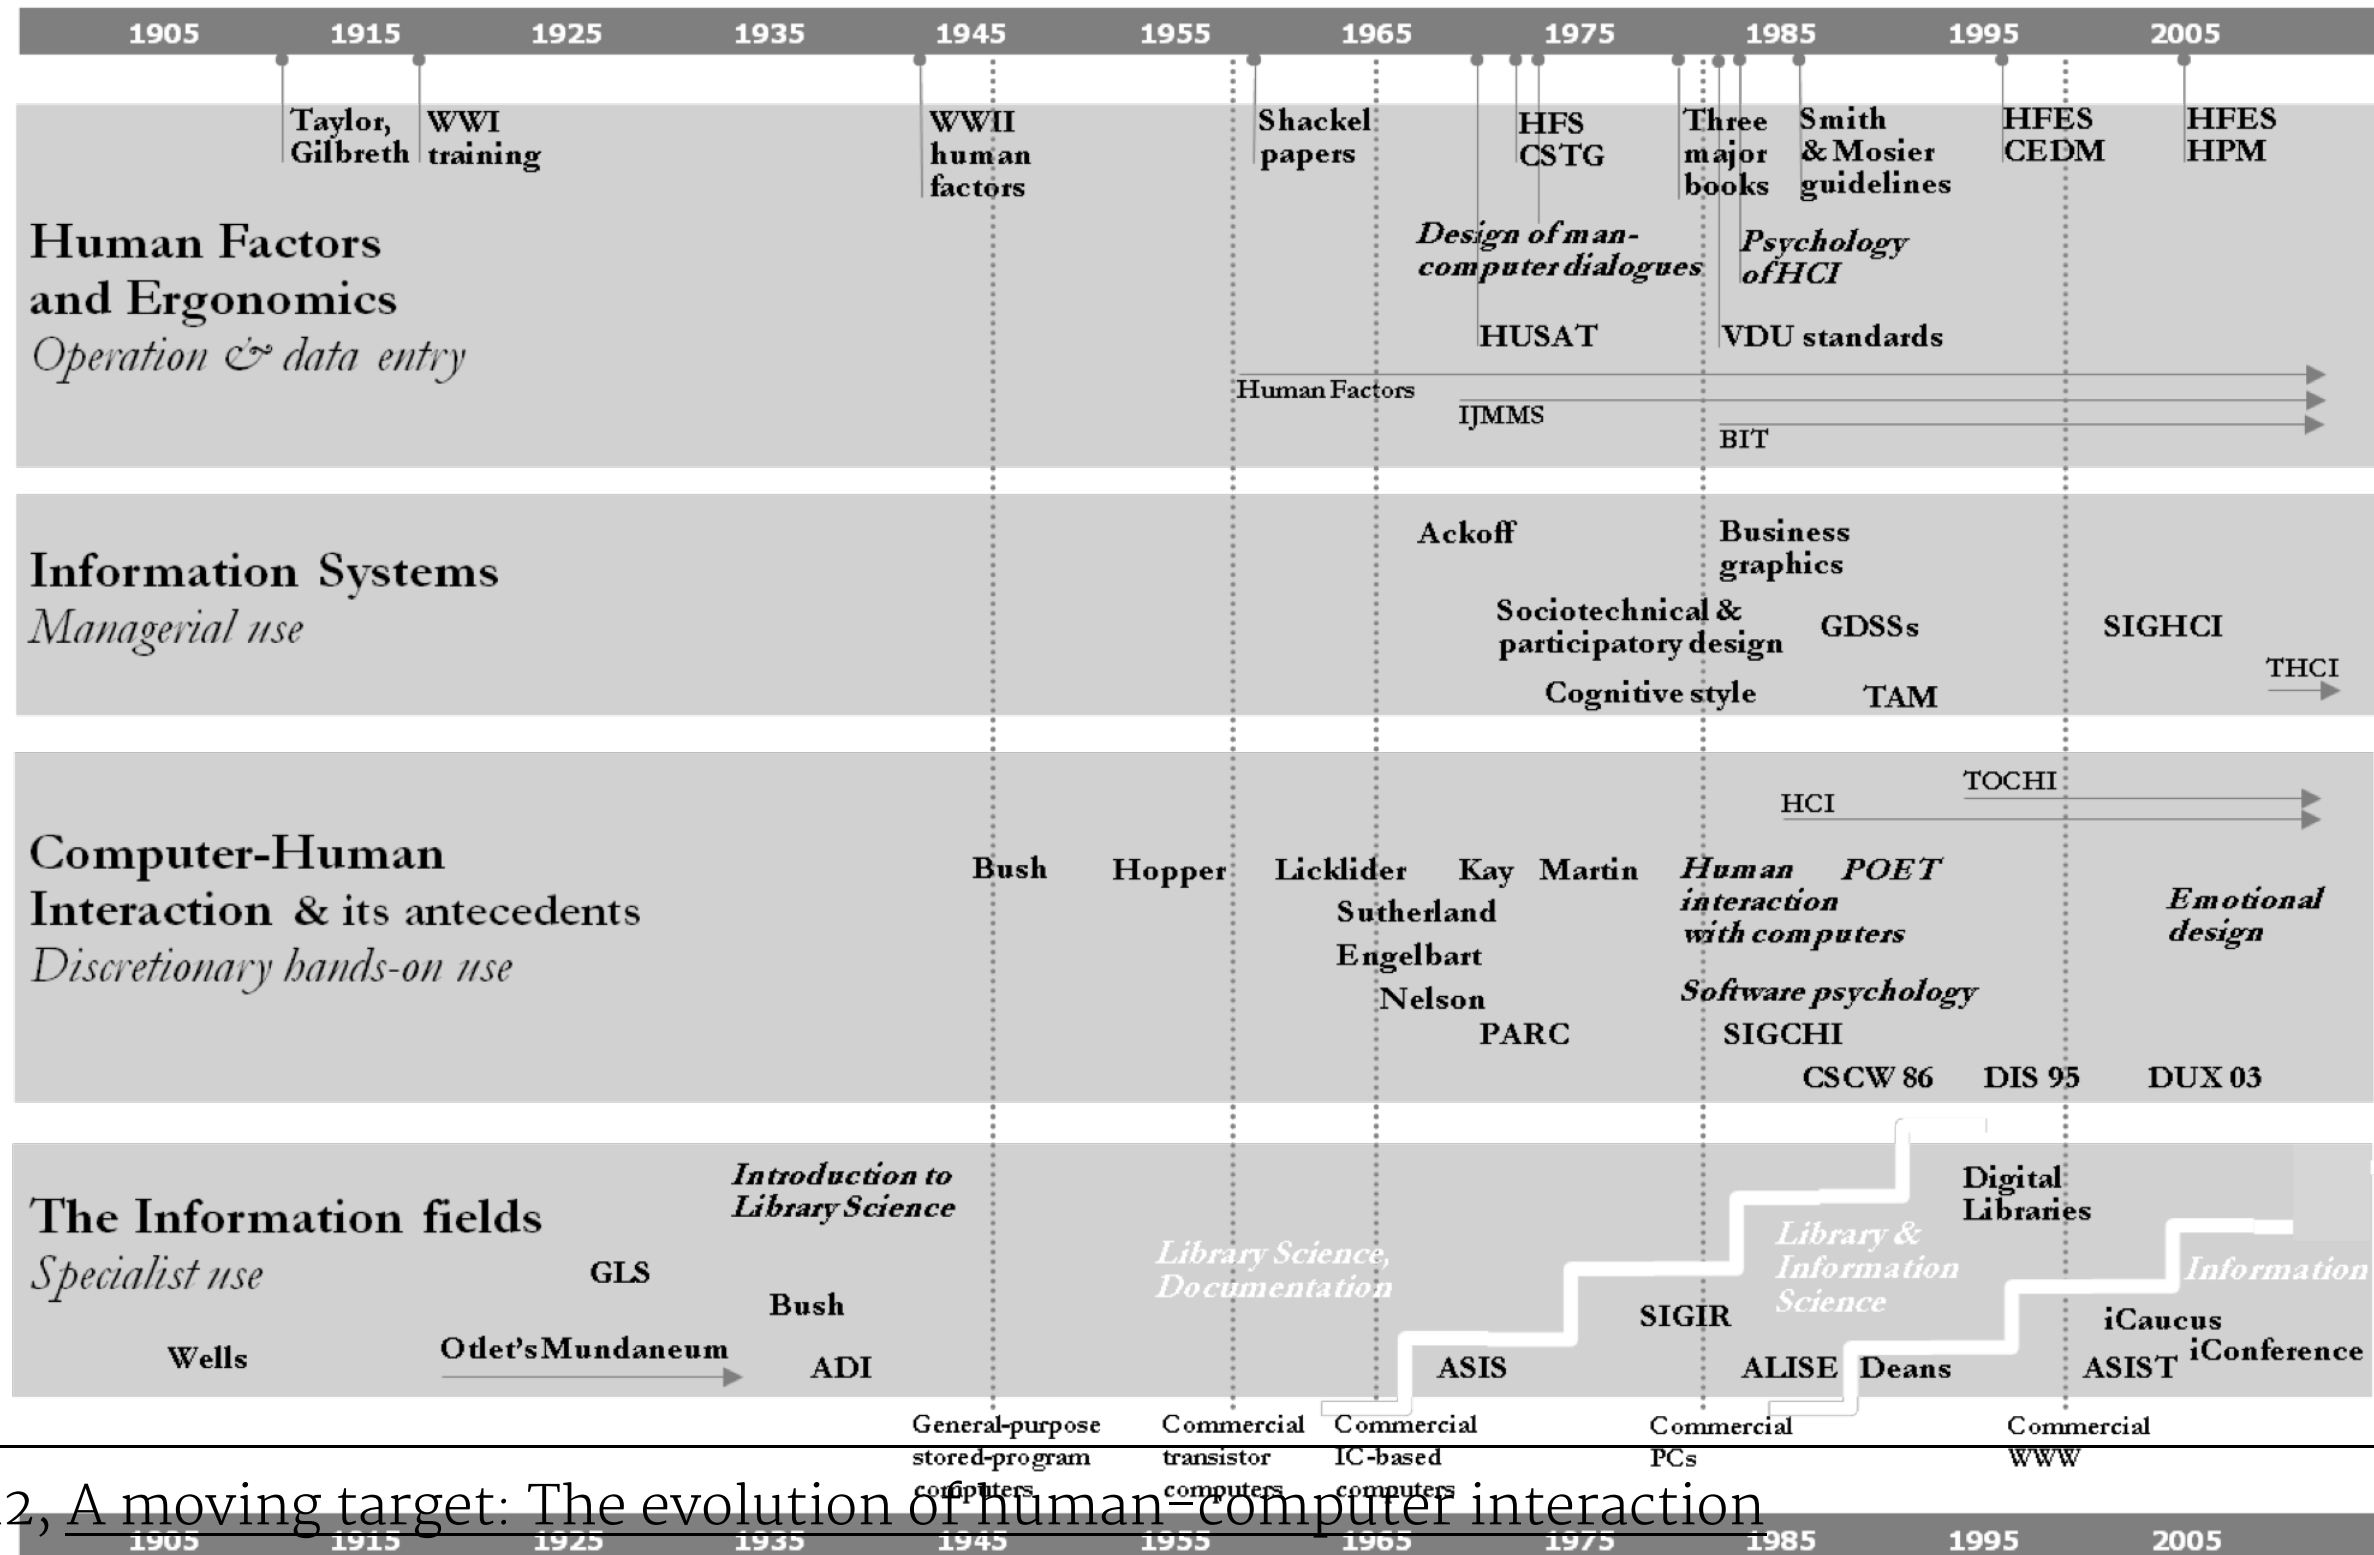 1905 1915 1925 1935 1945 1955 1965 1975 1985 1995 2005
Taylor,
Gilbreth
WWI
training
WWII
human
factors
Shackel
papers
HFS
CSTG
Three
major
books
Smith
& Mosier
guidelines
HFES
CEDM
HFES
HPM
Human Factors
and Ergonomics
Operation & data entry
Design of man-
computer dialogues
Psychology
of HCI
HUSAT
VDU standards
Human Factors
IJMMS
BIT
Information Systems
Managerial use
Ackoff
Business
graphics
Sociotechnical &
participatory design
GDSSs
SIGHCI
THCI
Cognitive style
TAM
Computer-Human
Interaction & its antecedents
Discretionary hands-on use
TOCHI
HCI
Bush
Hopper
Licklider
Kay
Martin
Human
interaction
with computers
POET
Emotional
design
Sutherland
Engelbart
Nelson
Software psychology
PARC
SIGCHI
CSCW 86
DIS 95
DUX 03
The Information fields
Specialist use
Introduction to
Library Science
GLS
Bush
Wells
Otlet's Mundaneum
ADI
Library Science,
Documentation
Library &
Information
Science
Digital
Libraries
Information
SIGIR
iCaucus
iConference
ASIS
ALISE
Deans
ASIST
General-purpose
stored-program
computers
Commercial
transistor
computers
Commercial
IC-based
computers
Commercial
PCs
Commercial
WWW
2, A moving target: The evolution of human–computer interaction
1905 1915 1925 1935 1945 1955 1965 1975 1985 1995 2005